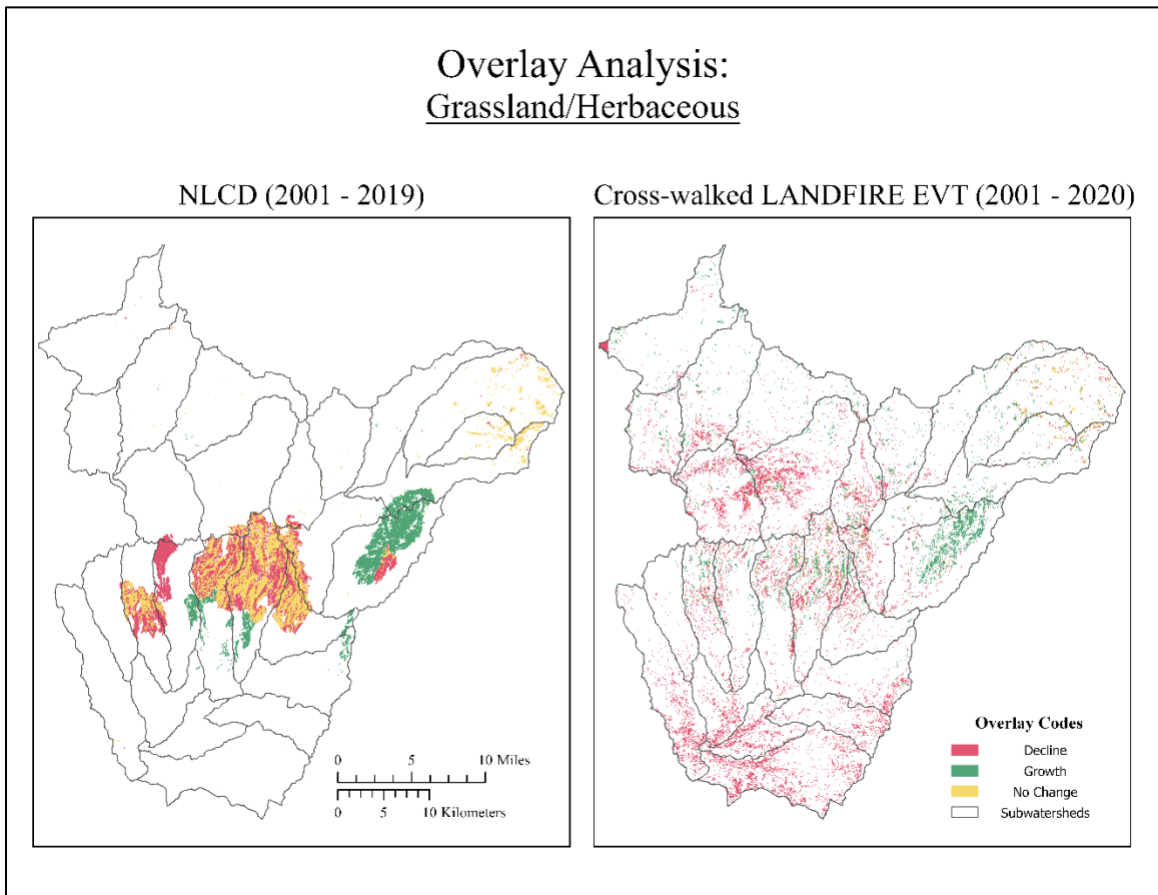 Overlay Analysis:
Grassland/Herbaceous
NLCD (2001 - 2019)
Cross-walked LANDFIRE EVT (2001 - 2020)
0 5 10 Miles
0 5 10 Kilometers
Overlay Codes
Decline
Growth
No Change
Subwatersheds